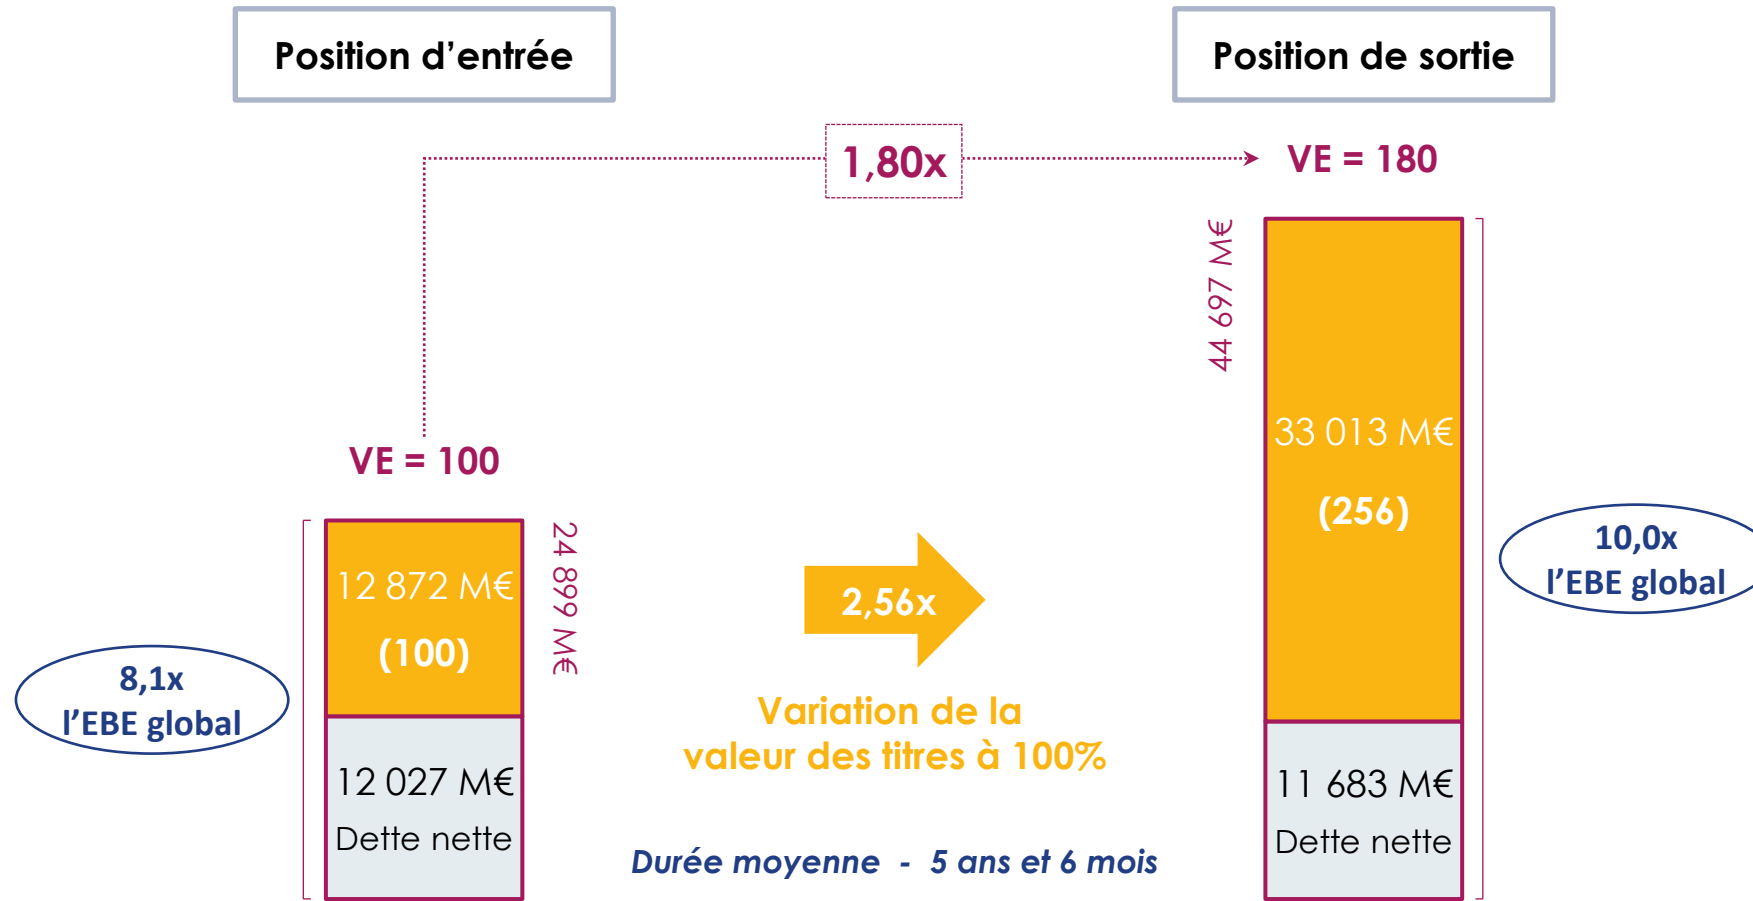 Position d’entrée
Position de sortie
1,80x
VE = 180
VE = 100
44 697 M€
33 013 M€
(256)
10,0x
l’EBE global
12 872 M€
(100)
24 899 M€
8,1x
l’EBE global
2,56x
Variation de la
valeur des titres à 100%
12 027 M€
Dette nette
11 683 M€
Dette nette
Durée moyenne - 5 ans et 6 mois